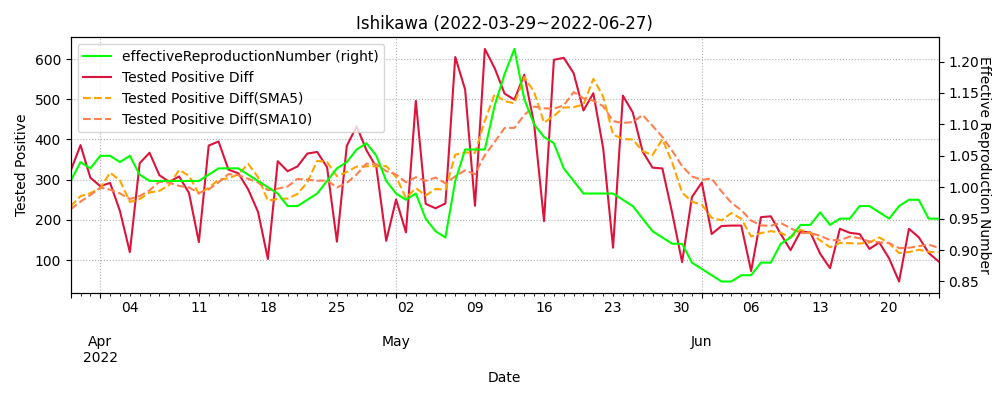 Ishikawa (2022-03-29~2022-06-27)
effectiveReproductionNumber (right)
Tested Positive Diff
Tested Positive Diff(SMA5)
Tested Positive Diff(SMA10)
Tested Positive
600
500
400
300
200
100
1.20
1.15
1.10
1.05
1.00
0.95
0.90
0.85
Effective Reproduction Number
04 11 18 25 02 09 16 23 30 06 13 20
Apr May Jun
2022
Date